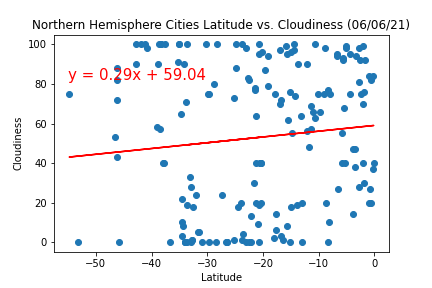 Northern Hemisphere Cities Latitude vs. Cloudiness (06/06/21)
100
80
60
40
20
0
Cloudiness
y = 0.29x + 59.04
−50 −40 −30 −20 −10 0
Latitude